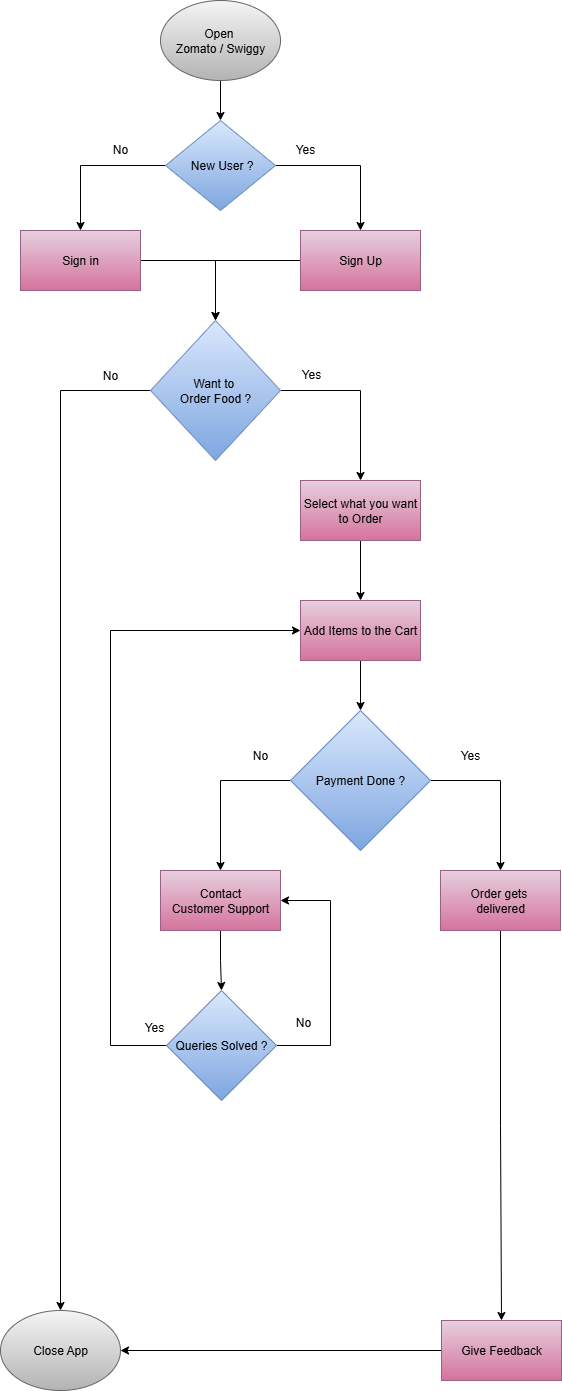 Open
Zomato / Swiggy
No
Yes
New User ?
Sign in
Sign Up
No
Yes
Want to
Order Food ?
Select what you want
to Order
Add Items to the Cart
No
Yes
Payment Done ?
Contact
Customer Support
Order gets
delivered
Yes
No
Queries Solved ?
Close App
Give Feedback